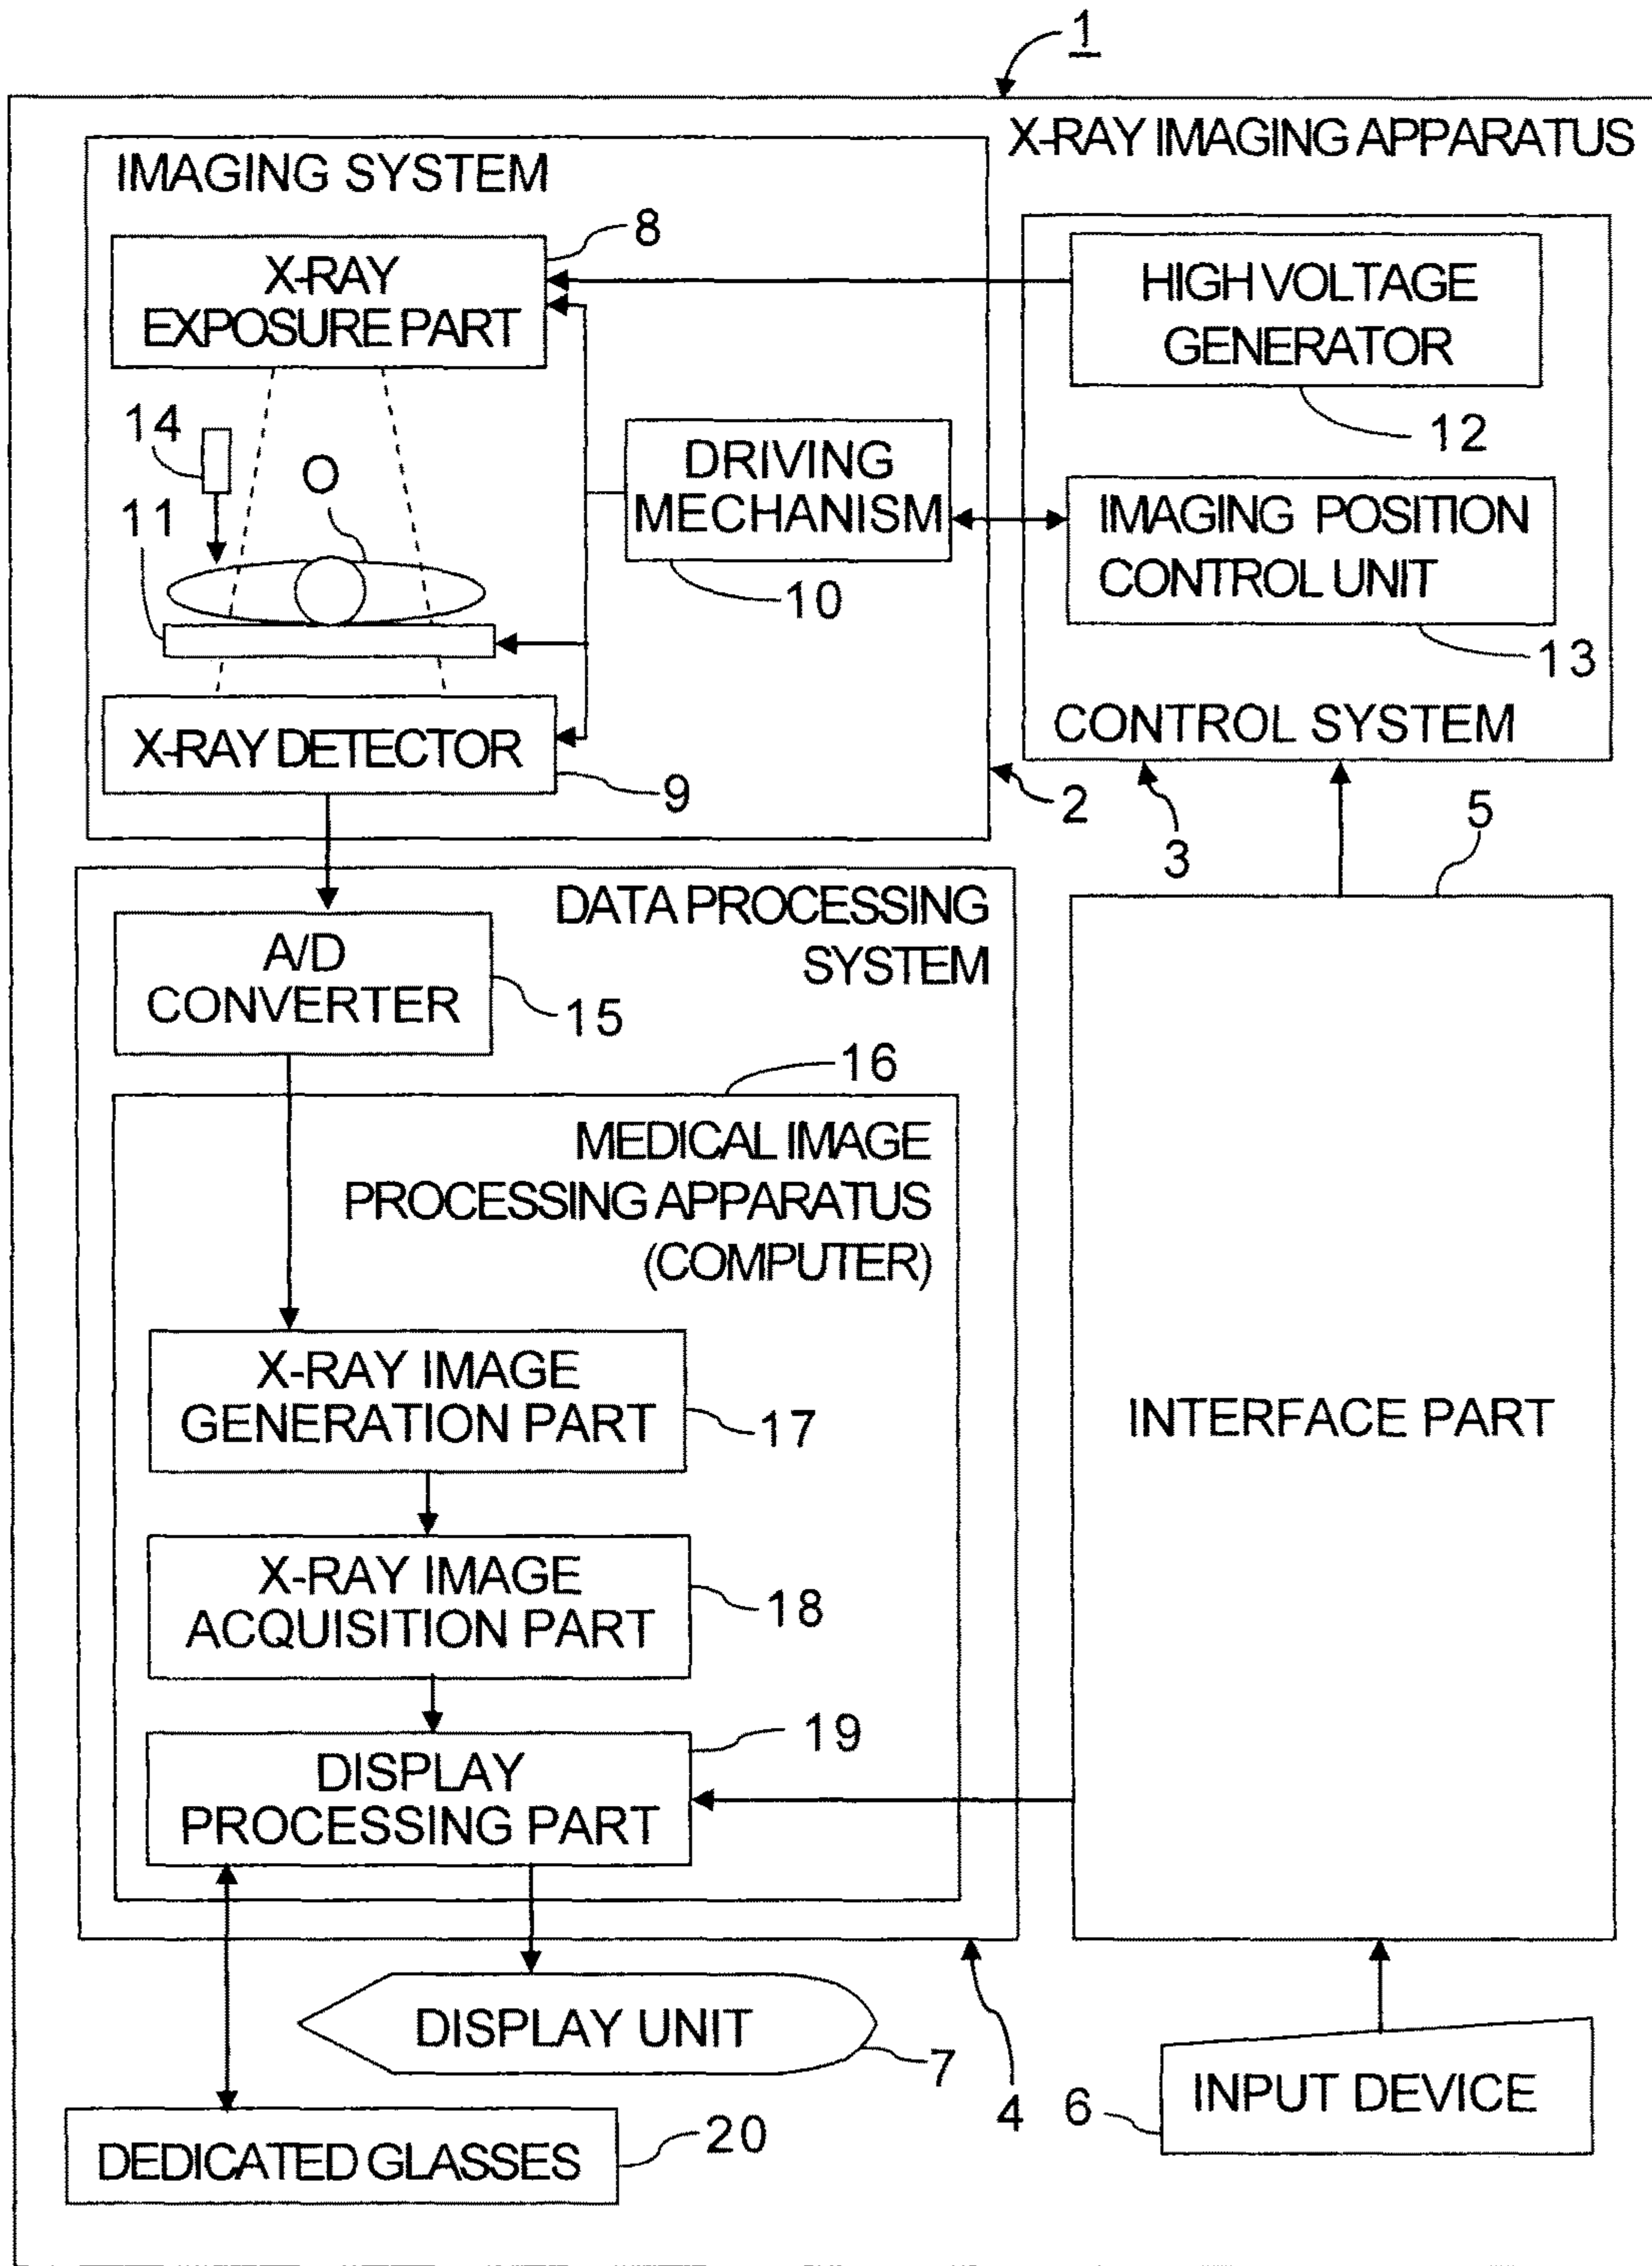 1
X-RAY IMAGING APPARATUS
IMAGING SYSTEM
8
X-RAY
EXPOSURE PART
HIGH VOLTAGE
GENERATOR
12
14
O
11
DRIVING
MECHANISM
10
IMAGING POSITION
CONTROL UNIT
13
X-RAY DETECTOR
9
CONTROL SYSTEM
2
3
5
DATA PROCESSING
SYSTEM
A/D
CONVERTER
15
16
MEDICAL IMAGE
PROCESSING APPARATUS
(COMPUTER)
X-RAY IMAGE
GENERATION PART
17
INTERFACE PART
X-RAY IMAGE
ACQUISITION PART
18
19
DISPLAY
PROCESSING PART
DISPLAY UNIT
7
4
6
INPUT DEVICE
DEDICATED GLASSES
20